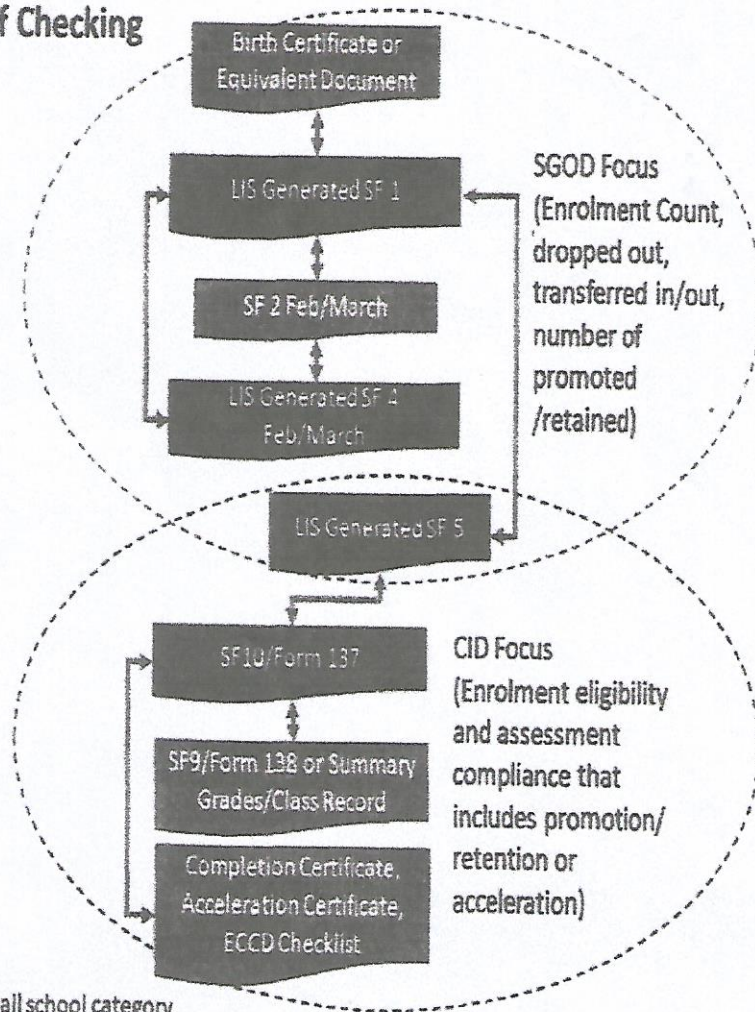 f Checking
Birth Certificate or
Equivalent Document
LIS Generated SF 1
SGOD Focus
(Enrolment Count,
dropped out,
transferred in/out,
number of
promoted
/retained)
SF 2 Feb/March
LIS Generated SF 4
Feb/March
LIS Generated SF 5
SF10/Form 137
CID Focus
(Enrolment eligibility
and assessment
compliance that
includes promotion/
retention or
acceleration)
SF9/Form 138 or Summary
Grades/Class Record
Completion Certificate,
Acceleration Certificate,
ECCD Checklist
all school category